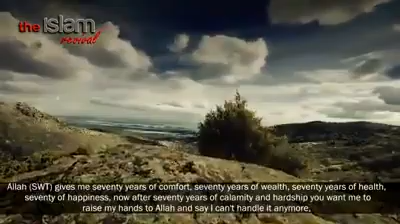 the Islam
revival
Allah (SWT) gives me seventy years of comfort, seventy years of wealth, seventy years of health,
seventy of happiness, now after seventy years of calamity and hardship you want me to
raise my hands to Allah and say I can't handle it anymore,